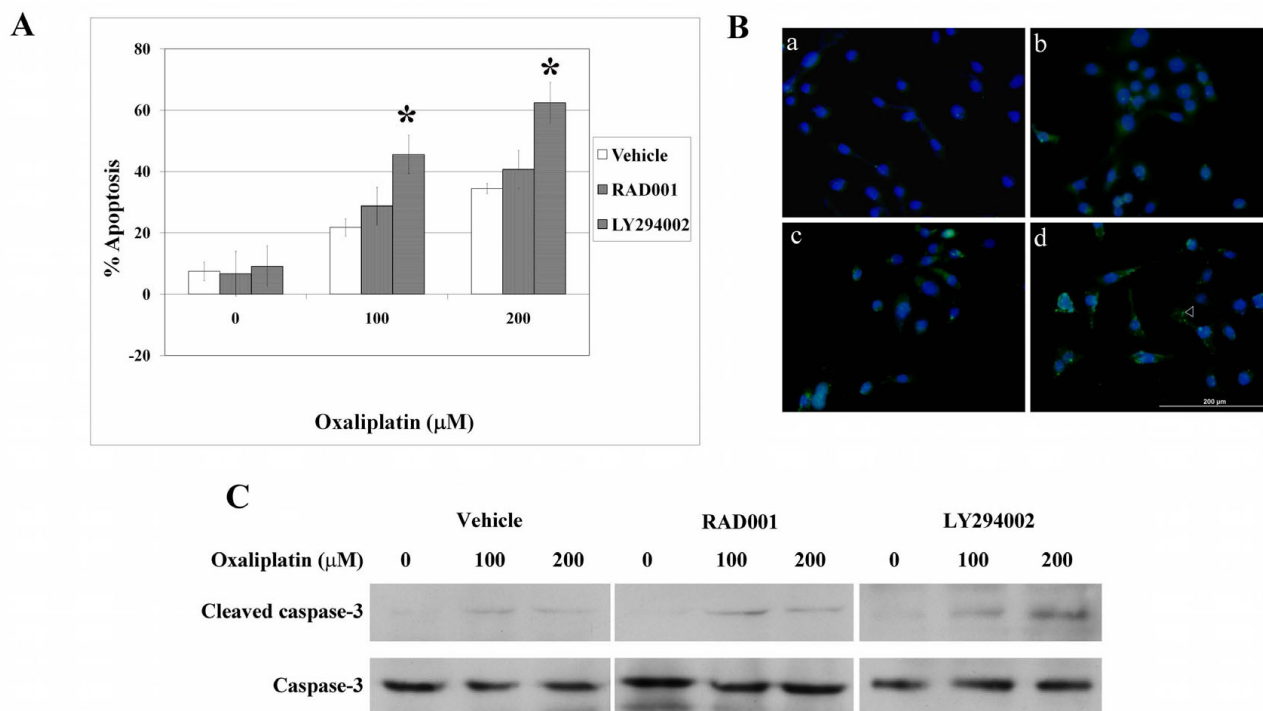 A
80
60
40
20
0
-20
% Apoptosis
*
*
0
100
200
Oxaliplatin (μM)
Vehicle
RAD001
LY294002
B
a
b
c
d
200 μm
C
Vehicle RAD001 LY294002
Oxaliplatin (μM) 0 100 200 0 100 200 0 100 200
Cleaved caspase-3
Caspase-3